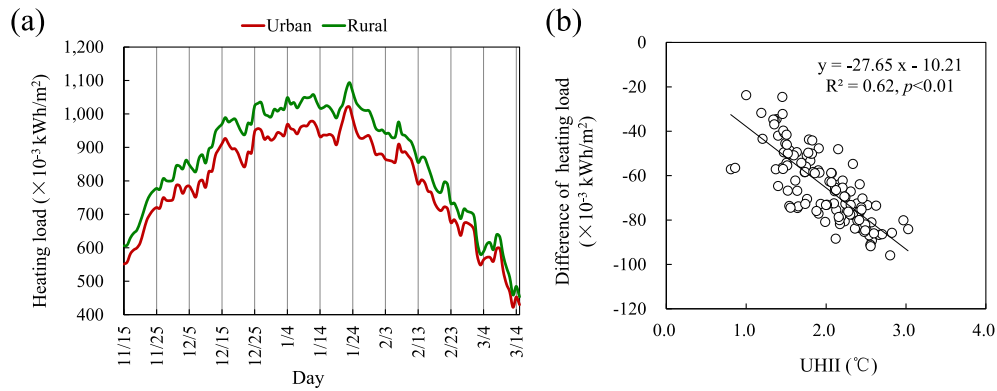 (a)
Urban Rural
Heating load (× 10⁻³ kWh/m²)
1,200
1,100
1,000
900
800
700
600
500
400
11/15 11/25 12/5 12/15 12/25 1/4 1/14 1/24 2/3 2/13 2/23 3/4 3/14
Day
(b)
y = -27.65 x - 10.21
R² = 0.62, p<0.01
Difference of heating load
(× 10⁻³ kWh/m²)
0
-20
-40
-60
-80
-100
-120
0.0 1.0 2.0 3.0 4.0
UHII (℃)